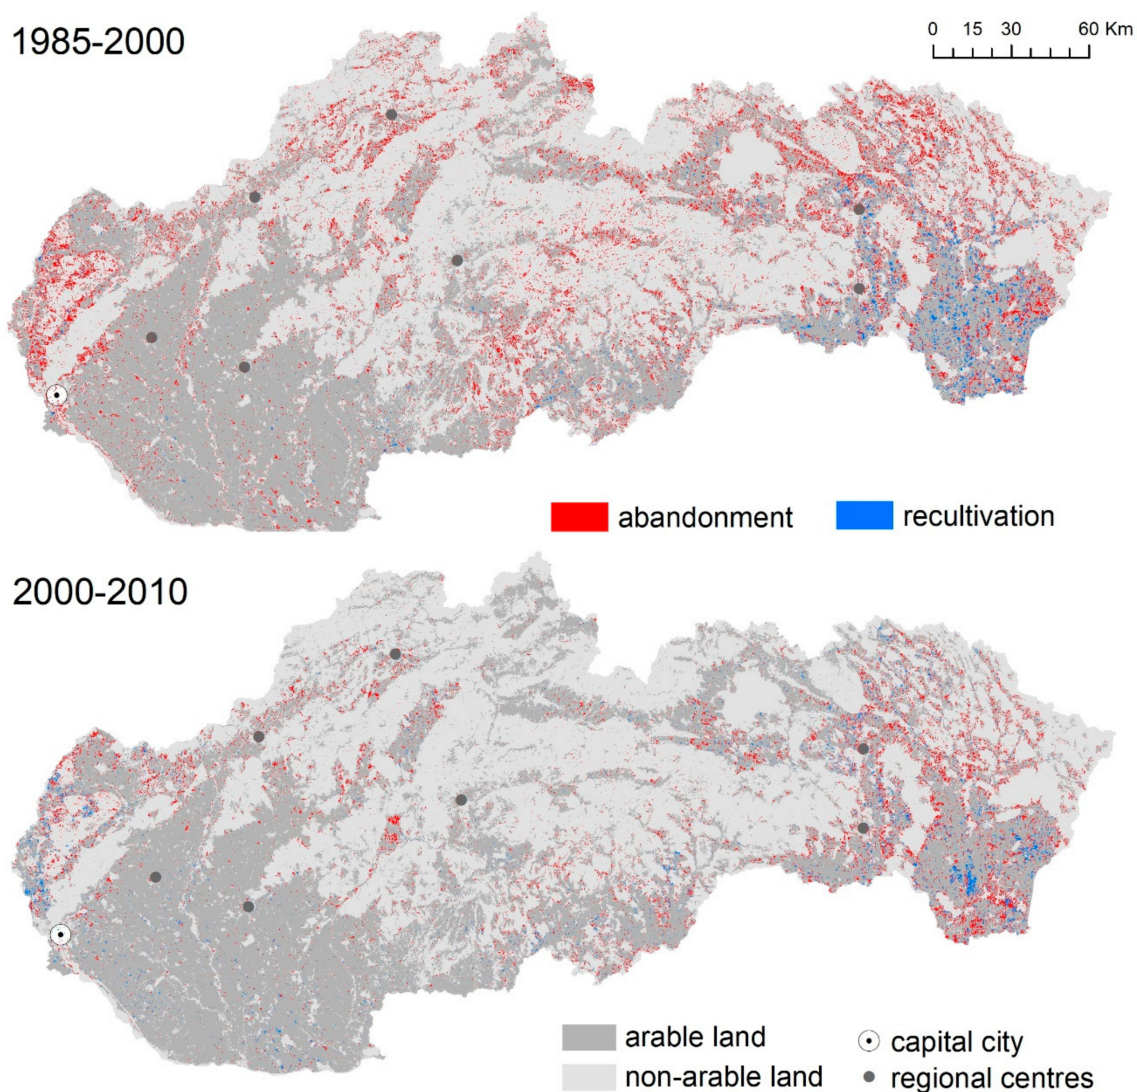 1985-2000
0 15 30 60 Km
abandonment
recultivation
2000-2010
arable land
capital city
non-arable land
regional centres